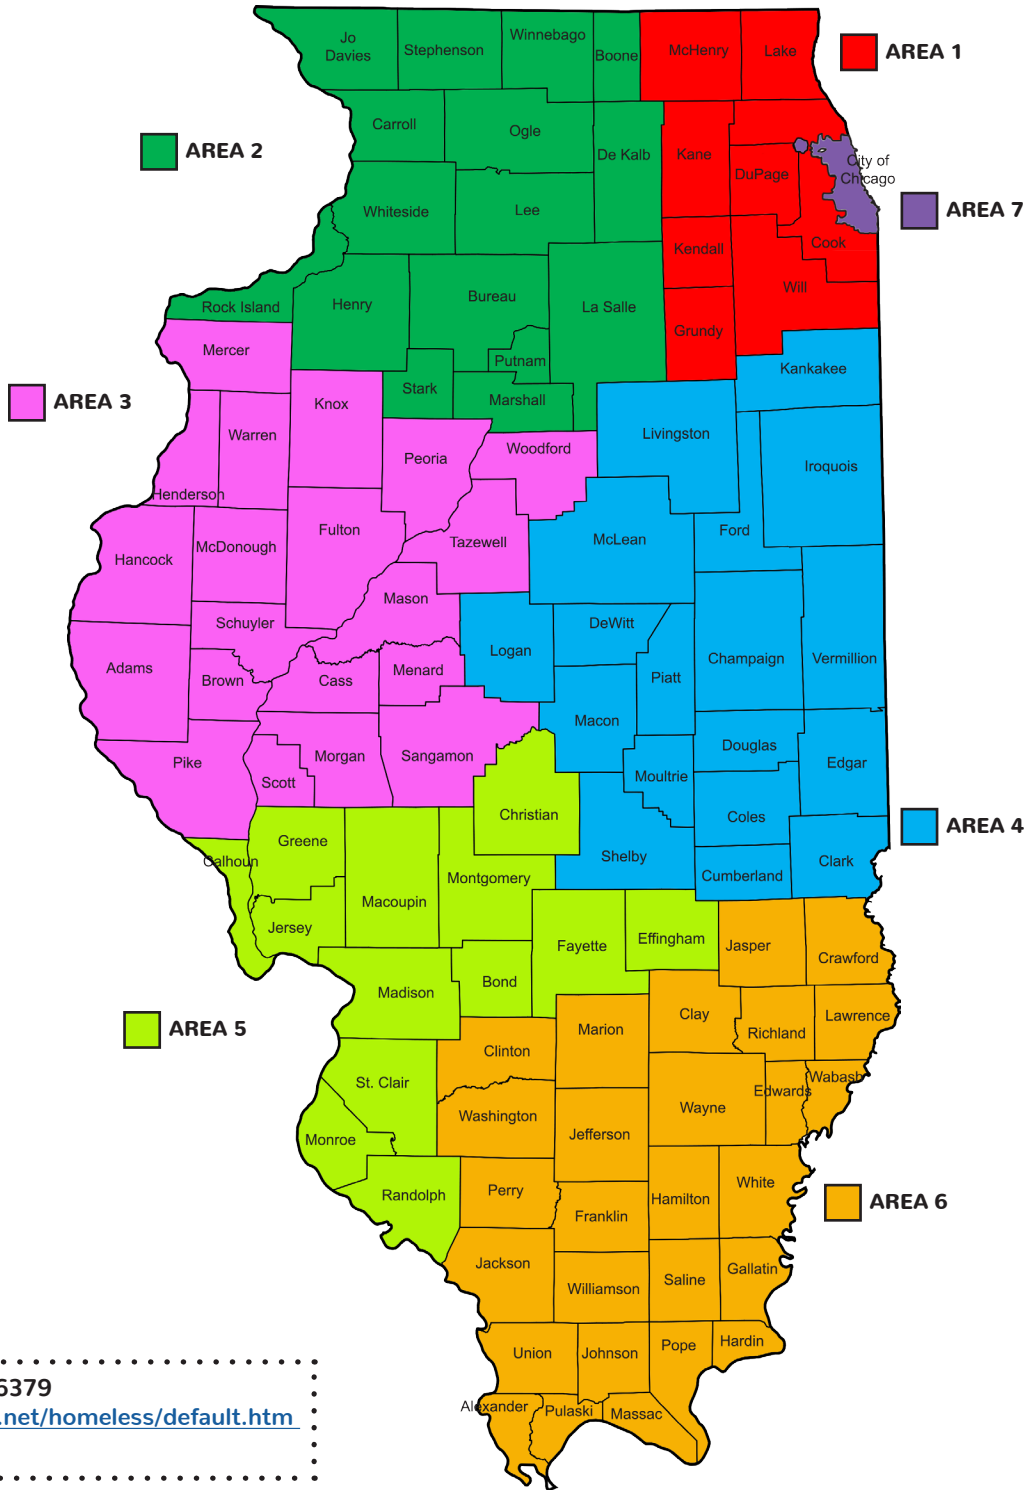 Jo
Davies
Stephenson
Winnebago
Boone
McHenry
Lake
AREA 1
Carroll
Ogle
De Kalb
Kane
DuPage
City of
Chicago
AREA 2
Whiteside
Lee
Kendall
Cook
AREA 7
Rock Island
Henry
Bureau
La Salle
Will
Grundy
Putnam
Mercer
Stark
Marshall
Kankakee
AREA 3
Knox
Warren
Peoria
Woodford
Livingston
Iroquois
Henderson
Hancock
McDonough
Fulton
Tazewell
McLean
Ford
Mason
Schuyler
Logan
DeWitt
Adams
Brown
Cass
Menard
Piatt
Champaign
Vermillion
Macon
Pike
Scott
Morgan
Sangamon
Moultrie
Douglas
Edgar
Christian
Coles
AREA 4
Greene
Calhoun
Shelby
Cumberland
Clark
Macoupin
Montgomery
Jersey
Fayette
Effingham
Jasper
Crawford
Bond
Madison
AREA 5
Marion
Clay
Richland
Lawrence
Clinton
St. Clair
Wabash
Edwards
Washington
Wayne
Monroe
Jefferson
Randolph
Perry
Hamilton
White
AREA 6
Franklin
Jackson
Williamson
Saline
Gallatin
Union
Johnson
Pope
Hardin
Alexander
Pulaski
Massac
6379
.net/homeless/default.htm